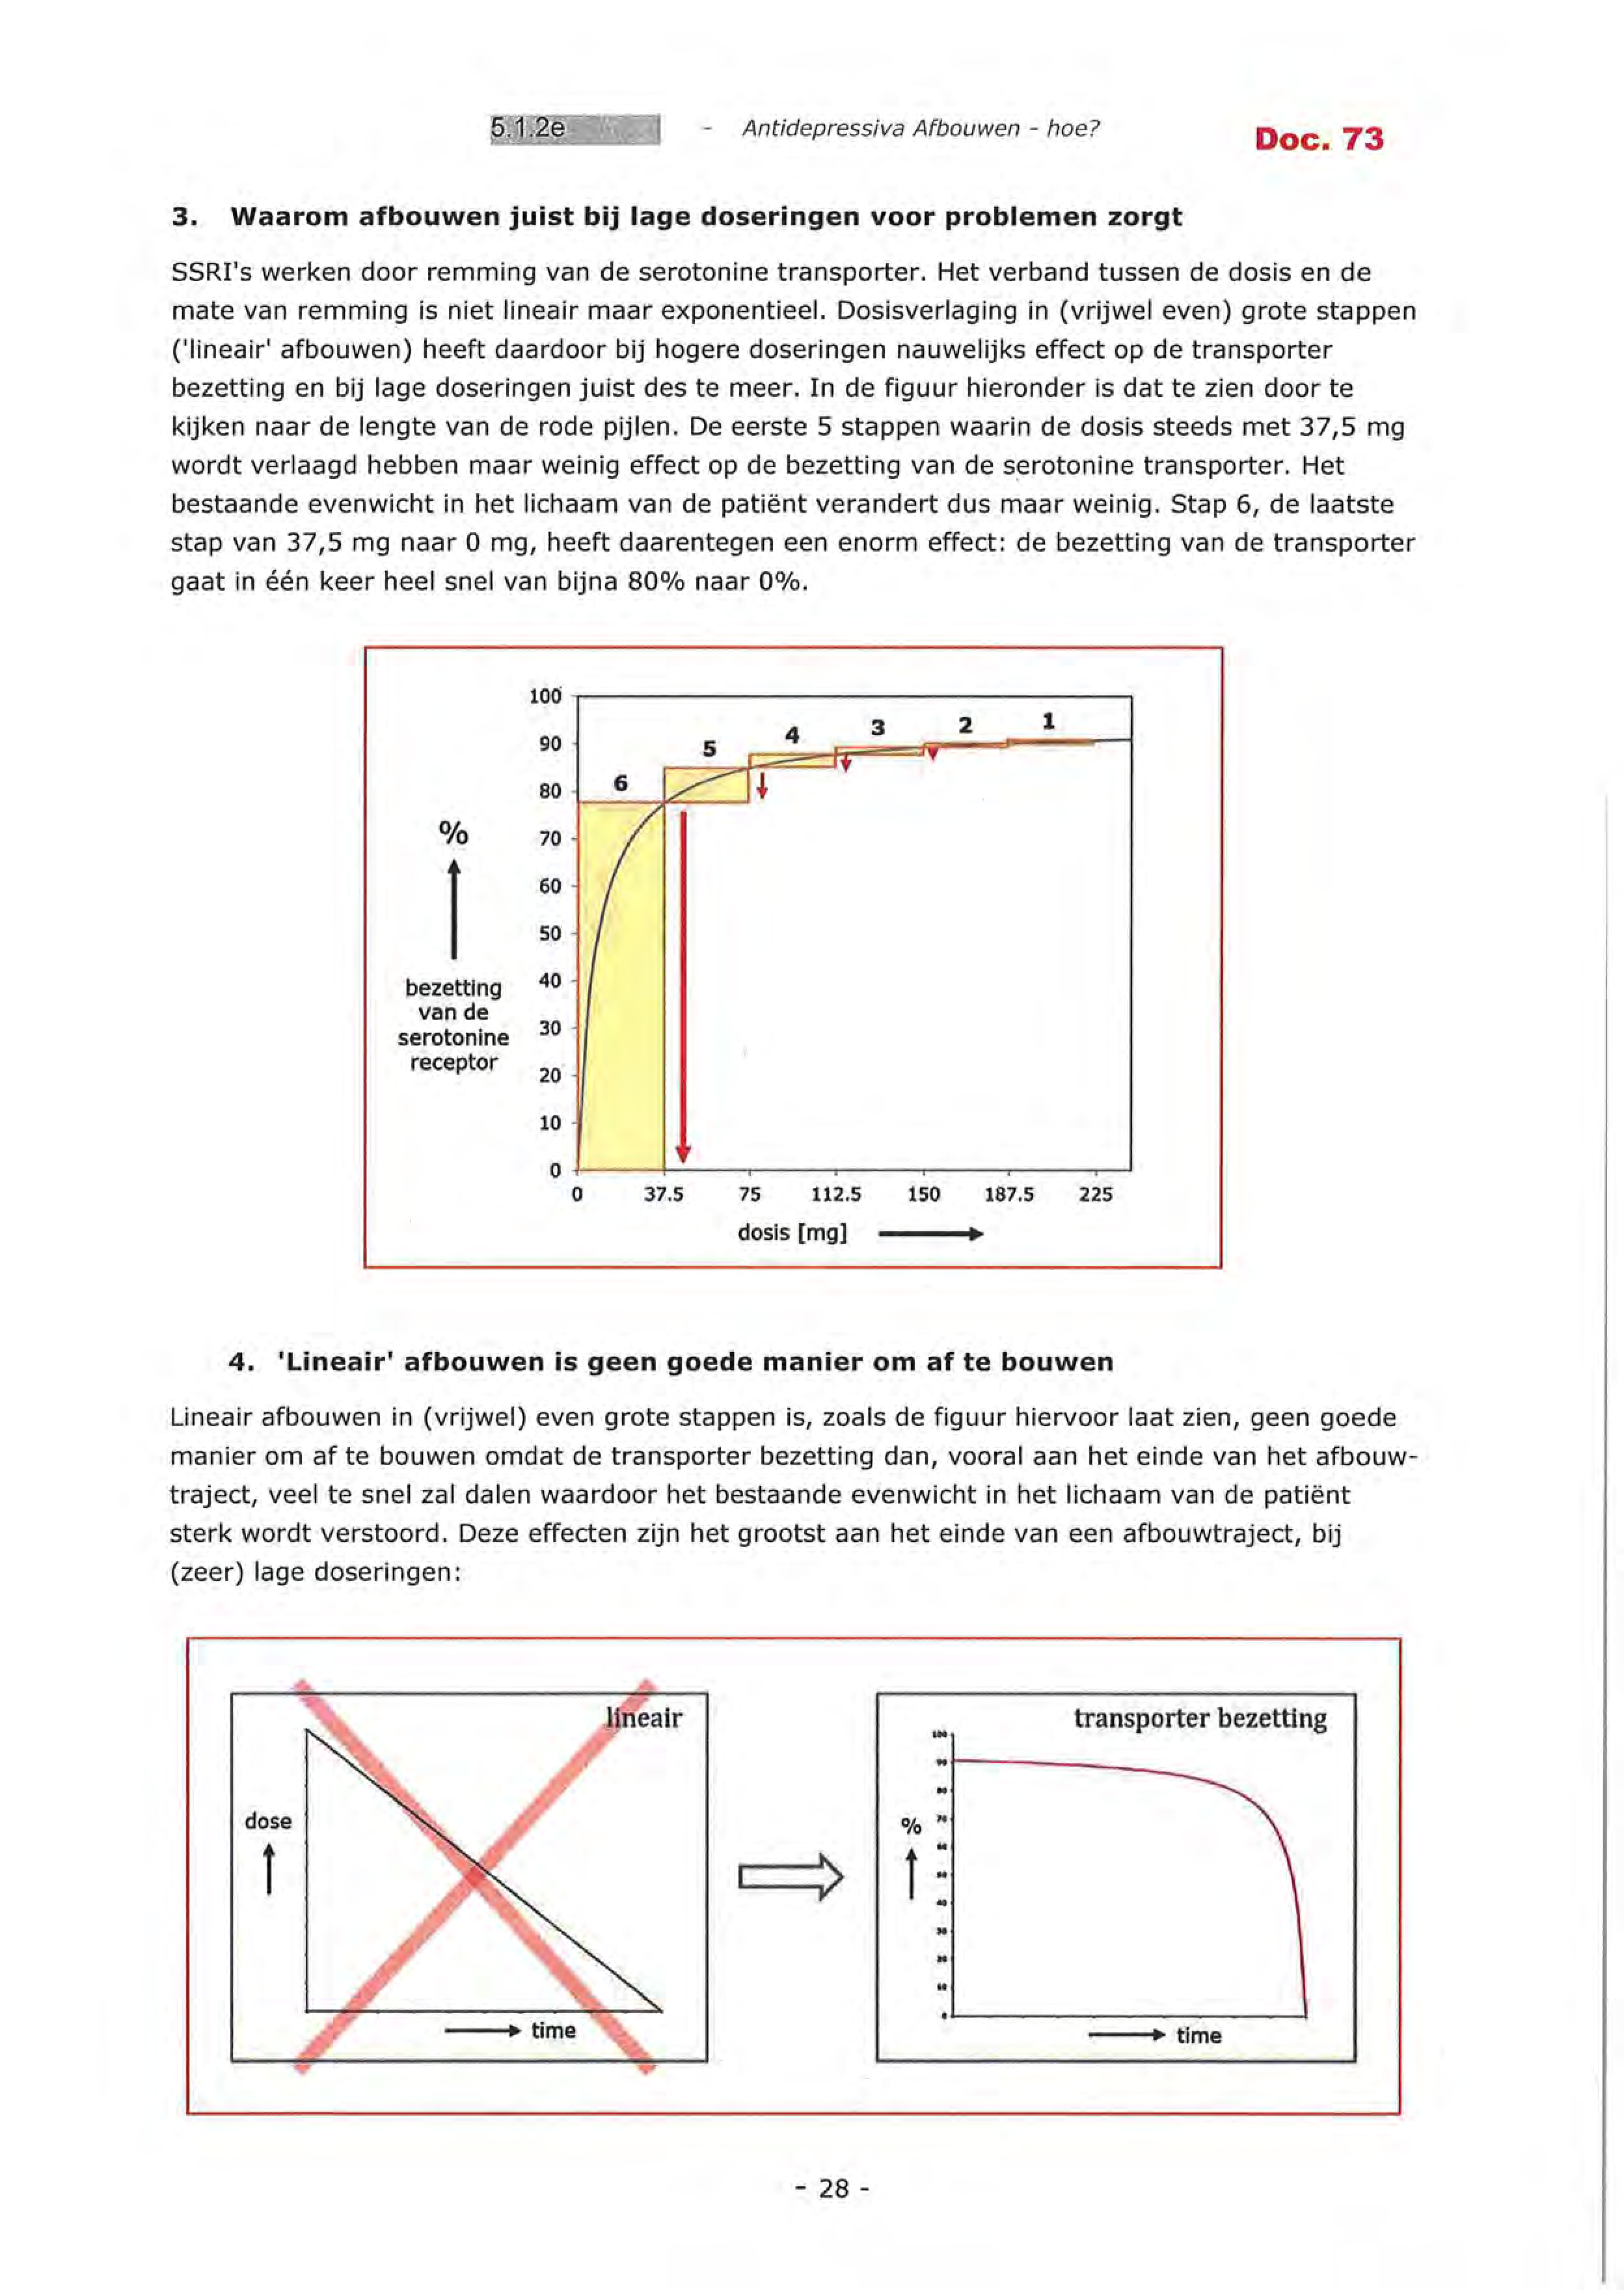 5.1.2e - Antidepressiva Afbouwen - hoe?
Doc. 73
3. Waarom afbouwen juist bij lage doseringen voor problemen zorgt
SSRI's werken door remming van de serotonine transporter. Het verband tussen de dosis en de
mate van remming is niet lineair maar exponentieel. Dosisverlaging in (vrijwel even) grote stappen
('lineair' afbouwen) heeft daardoor bij hogere doseringen nauwelijks effect op de transporter
bezetting en bij lage doseringen juist des te meer. In de figuur hieronder is dat te zien door te
kijken naar de lengte van de rode pijlen. De eerste 5 stappen waarin de dosis steeds met 37,5 mg
wordt verlaagd hebben maar weinig effect op de bezetting van de serotonine transporter. Het
bestaande evenwicht in het lichaam van de patiënt verandert dus maar weinig. Stap 6, de laatste
stap van 37,5 mg naar 0 mg, heeft daarentegen een enorm effect: de bezetting van de transporter
gaat in één keer heel snel van bijna 80% naar 0%.
100
90
80
70
60
50
40
30
20
10
0
6
5
4
3
2
1
%
bezetting
van de
serotonine
receptor
0 37.5 75 112.5 150 187.5 225
dosis [mg]
4. 'Lineair' afbouwen is geen goede manier om af te bouwen
Lineair afbouwen in (vrijwel) even grote stappen is, zoals de figuur hiervoor laat zien, geen goede
manier om af te bouwen omdat de transporter bezetting dan, vooral aan het einde van het afbouw-
traject, veel te snel zal dalen waardoor het bestaande evenwicht in het lichaam van de patiënt
sterk wordt verstoord. Deze effecten zijn het grootst aan het einde van een afbouwtraject, bij
(zeer) lage doseringen:
lineair
dose
time
transporter bezetting
100
90
80
70
60
50
40
30
20
10
0
%
time
- 28 -